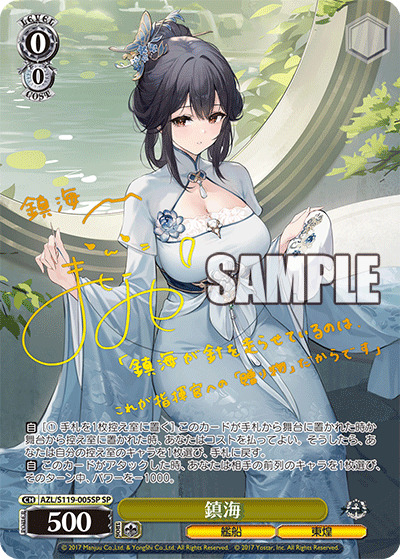 LEVEL
0
0
COST
鎮海
SAMPLE
「鎮海が針を走らせているのは、
これが指揮官への「贈り物」だからです」
自【① 手札を1枚控え室に置く】このカードが手札から舞台に置かれた時か
舞台から控え室に置かれた時、あなたはコストを払ってよい。そうしたら、あ
なたは自分の控え室のキャラを1枚選び、手札に戻す。
自 このカードがアタックした時、あなたは相手の前列のキャラを1枚選び、
そのターン中、パワーを－1000。
CH AZL/S119-005SP SP
500
鎮海
艦船
東煌
© 2017 Manjuu Co.,Ltd. & YongShi Co.,Ltd. All Rights Reserved. © 2017 Yostar, Inc. All Rights Reserved.